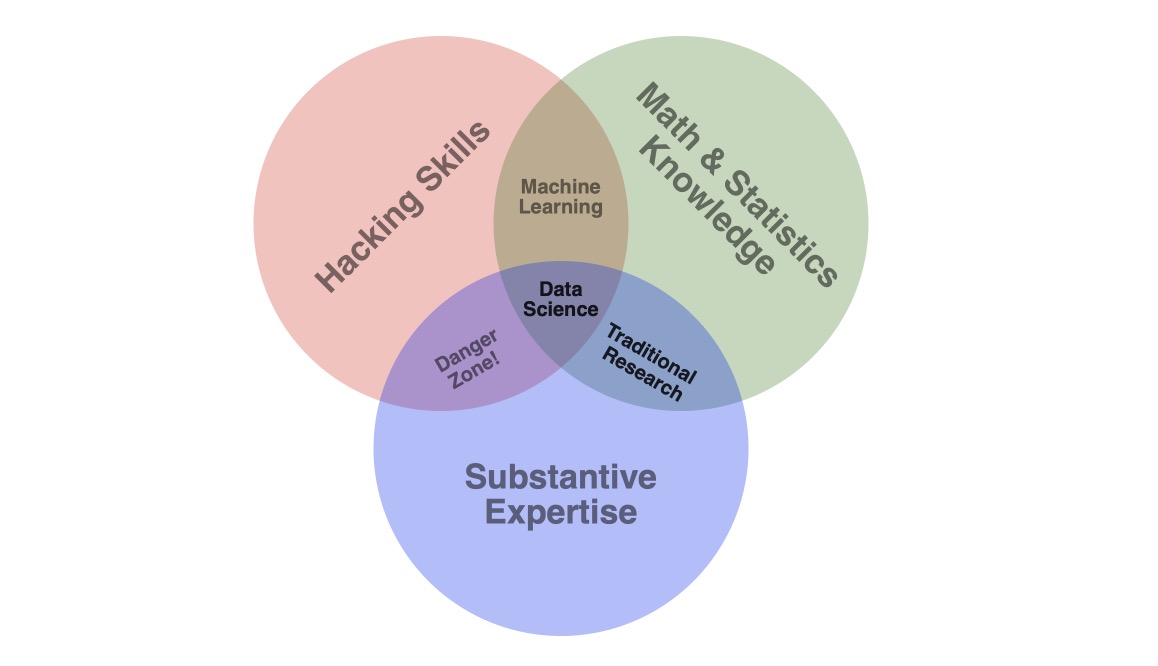 Hacking Skills
Math & Statistics
Knowledge
Machine
Learning
Data
Science
Danger
Zone!
Traditional
Research
Substantive
Expertise